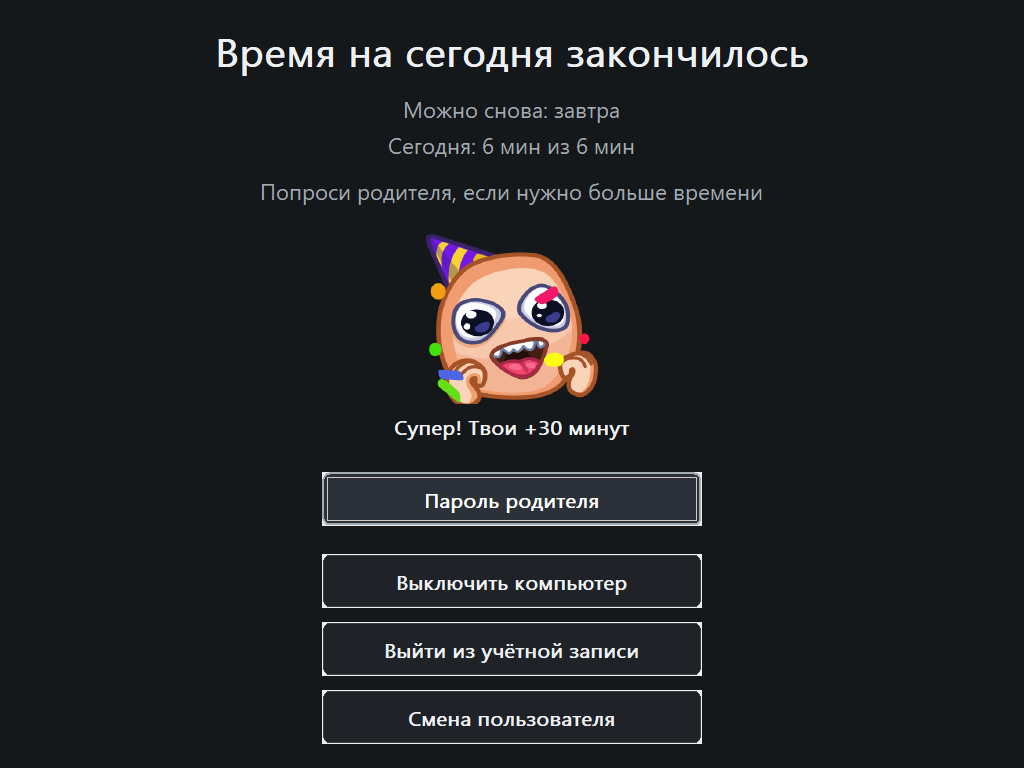 Время на сегодня закончилось
Можно снова: завтра
Сегодня: 6 мин из 6 мин
Попроси родителя, если нужно больше времени
Супер! Твои +30 минут
Пароль родителя
Выключить компьютер
Выйти из учётной записи
Смена пользователя